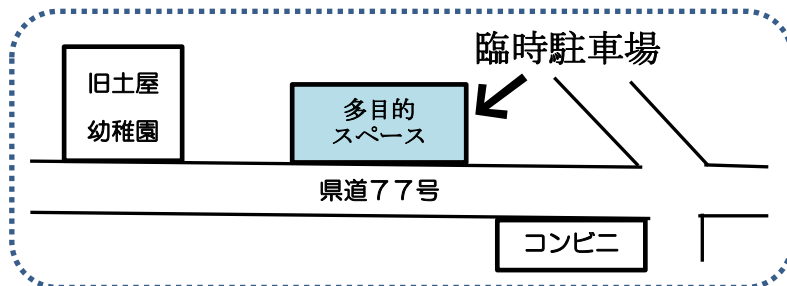 臨時駐車場
旧土屋
幼稚園
多目的
スペース
県道77号
コンビニ